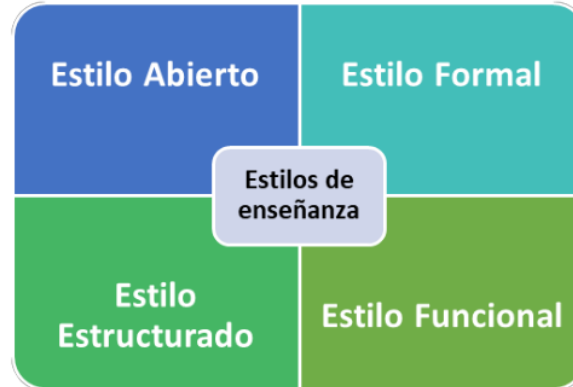 Estilo Abierto
Estilo Formal
Estilos de
enseñanza
Estilo
Estructurado
Estilo Funcional